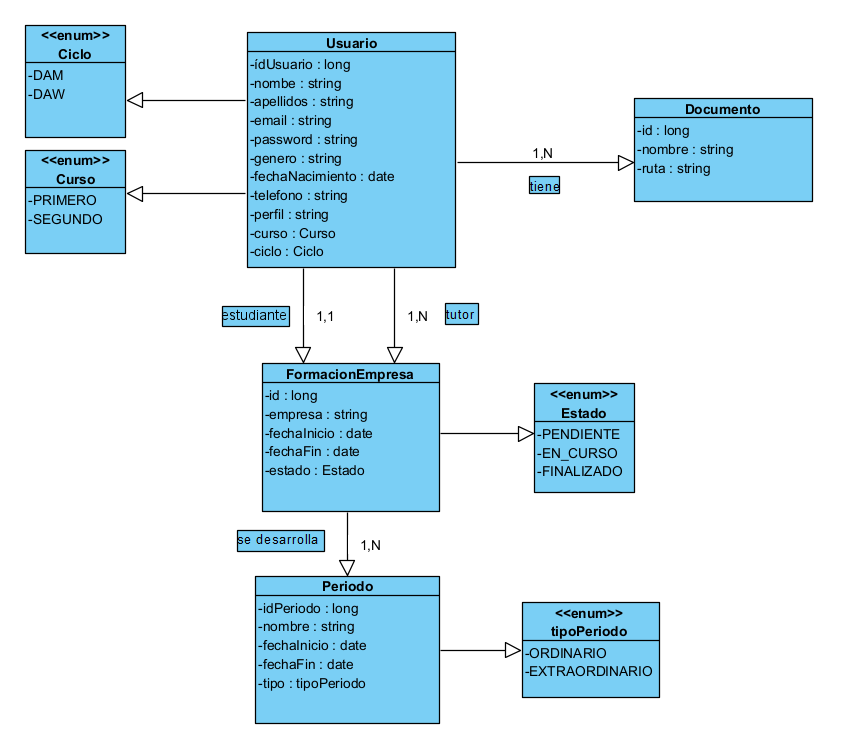 <<enum>>
Ciclo
-DAM
-DAW
<<enum>>
Curso
-PRIMERO
-SEGUNDO
Usuario
-ídUsuario : long
-nombe : string
-apellidos : string
-email : string
-password : string
-genero : string
-fechaNacimiento : date
-telefono : string
-perfil : string
-curso : Curso
-ciclo : Ciclo
1,N
tiene
Documento
-id : long
-nombre : string
-ruta : string
estudiante
1,1
1,N
tutor
FormacionEmpresa
-id : long
-empresa : string
-fechaInicio : date
-fechaFin : date
-estado : Estado
<<enum>>
Estado
-PENDIENTE
-EN_CURSO
-FINALIZADO
se desarrolla
1,N
Periodo
-idPeriodo : long
-nombre : string
-fechaInicio : date
-fechaFin : date
-tipo : tipoPeriodo
<<enum>>
tipoPeriodo
-ORDINARIO
-EXTRAORDINARIO